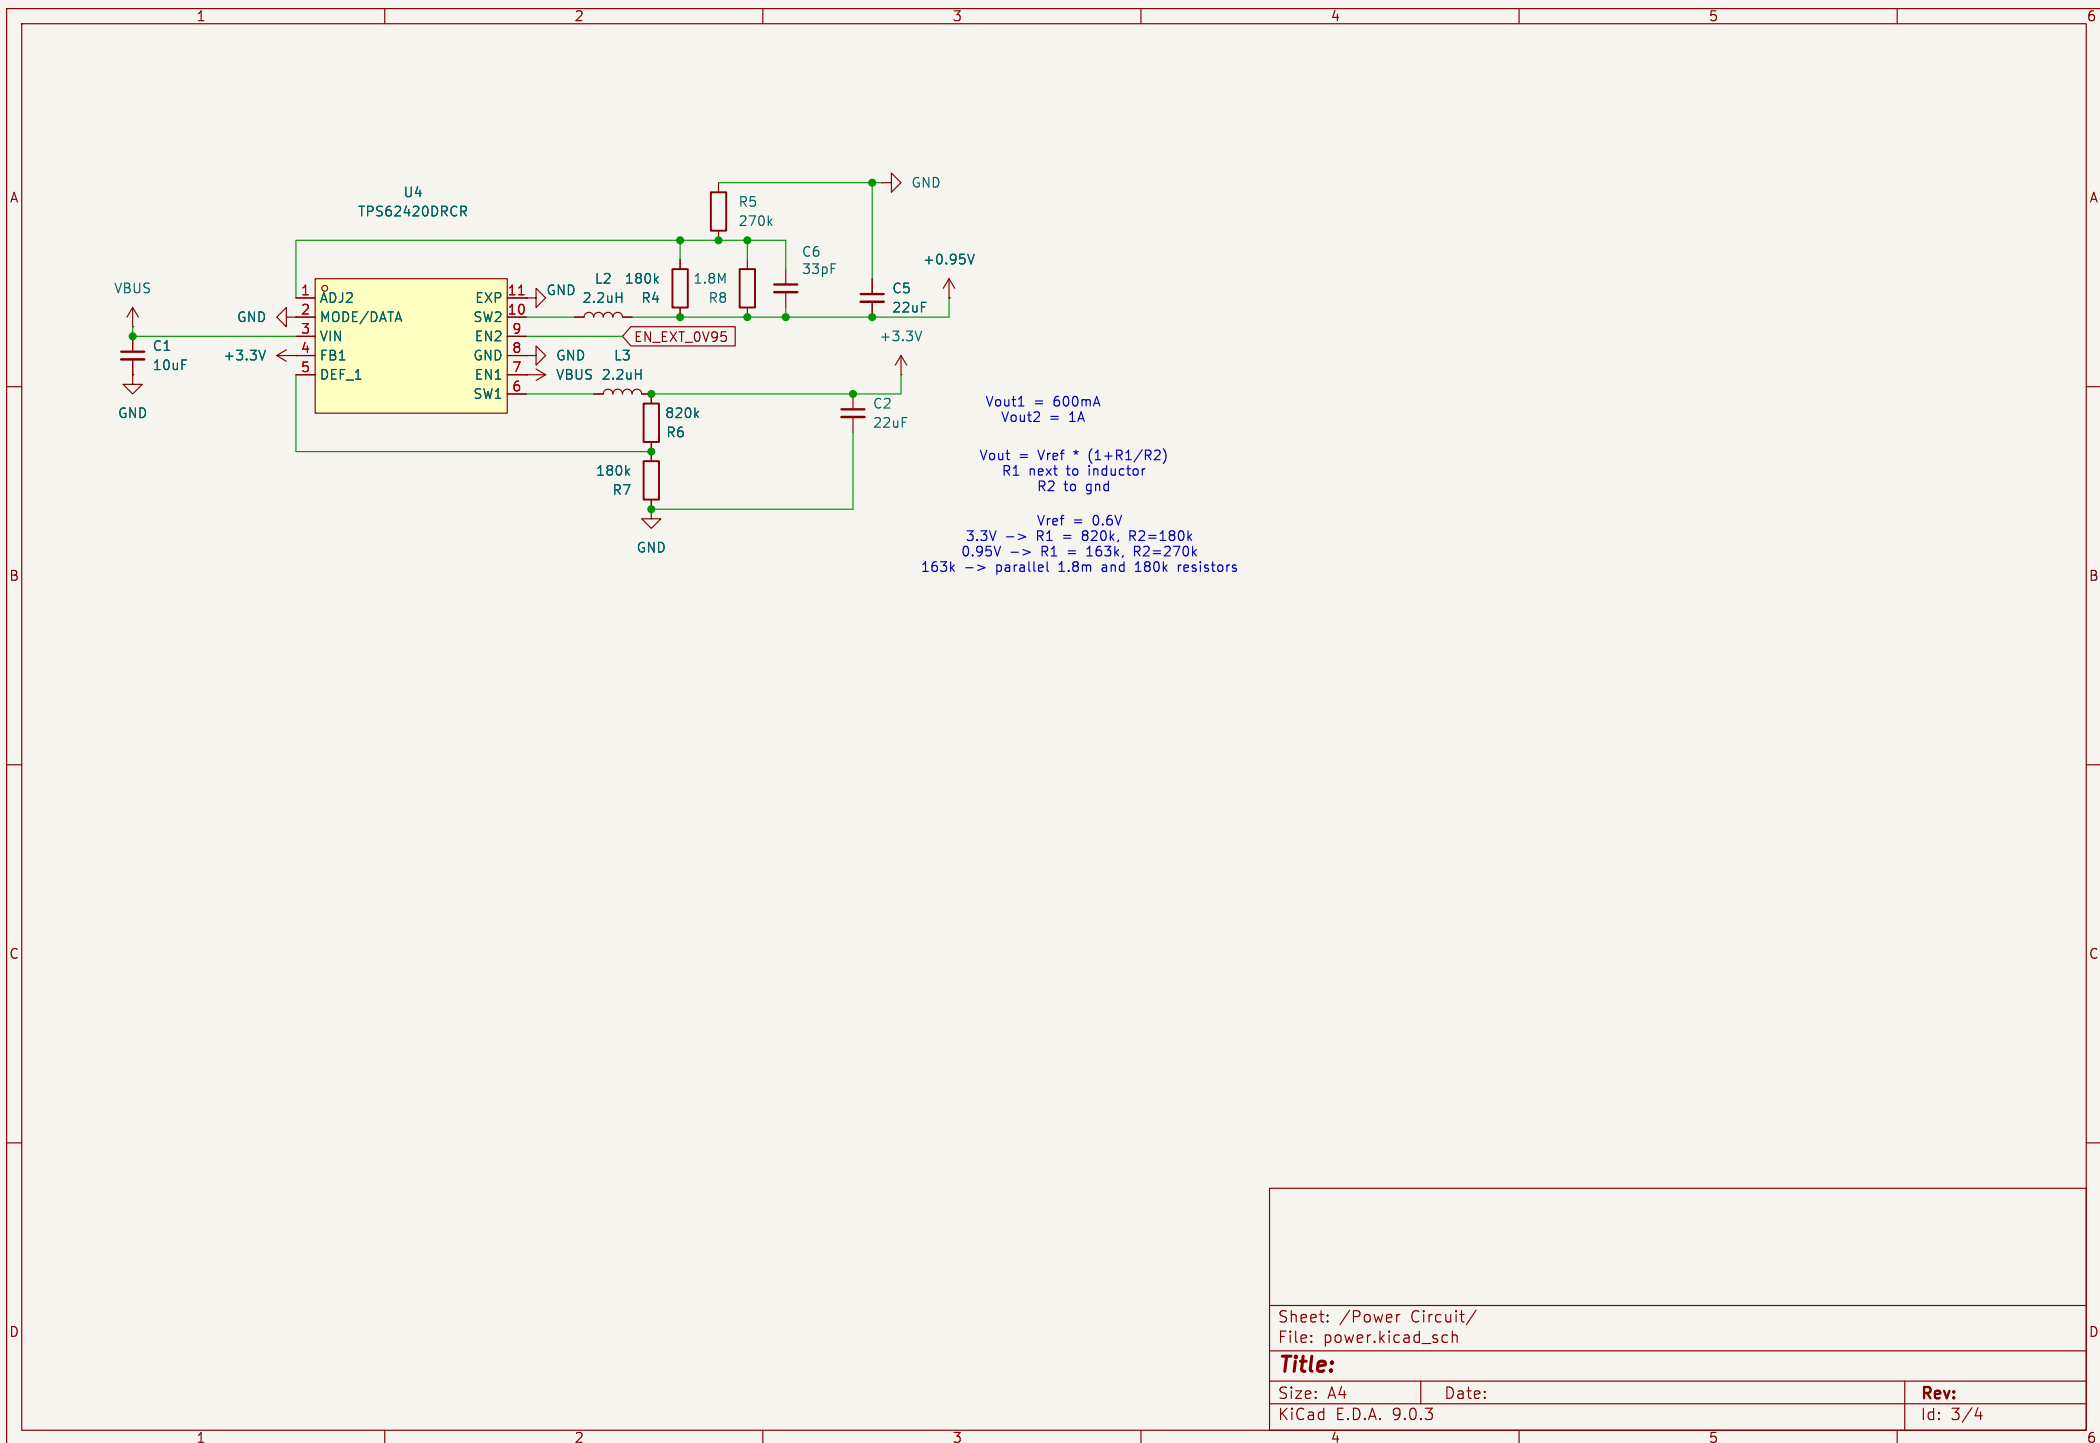 1 2 3 4 5 6
A A
U4
TPS62420DRCR
R5
270k
GND
C6
33pF
+0.95V
L2
2.2uH
180k
R4
1.8M
R8
C5
22uF
VBUS
C1
10uF
GND
GND
+3.3V
1 ADJ2
2 MODE/DATA
3 VIN
4 FB1
5 DEF_1
EXP 11
SW2 10
EN2 9
GND 8
EN1 7
SW1 6
GND
EN_EXT_0V95
GND
VBUS
L3
2.2uH
+3.3V
820k
R6
C2
22uF
180k
R7
GND
Vout1 = 600mA
Vout2 = 1A
Vout = Vref * (1+R1/R2)
R1 next to inductor
R2 to gnd
Vref = 0.6V
3.3V -> R1 = 820k, R2=180k
0.95V -> R1 = 163k, R2=270k
163k -> parallel 1.8m and 180k resistors
B B
C C
D D
Sheet: /Power Circuit/
File: power.kicad_sch
Title:
Size: A4 Date: Rev:
KiCad E.D.A. 9.0.3 Id: 3/4
1 2 3 4 5 6